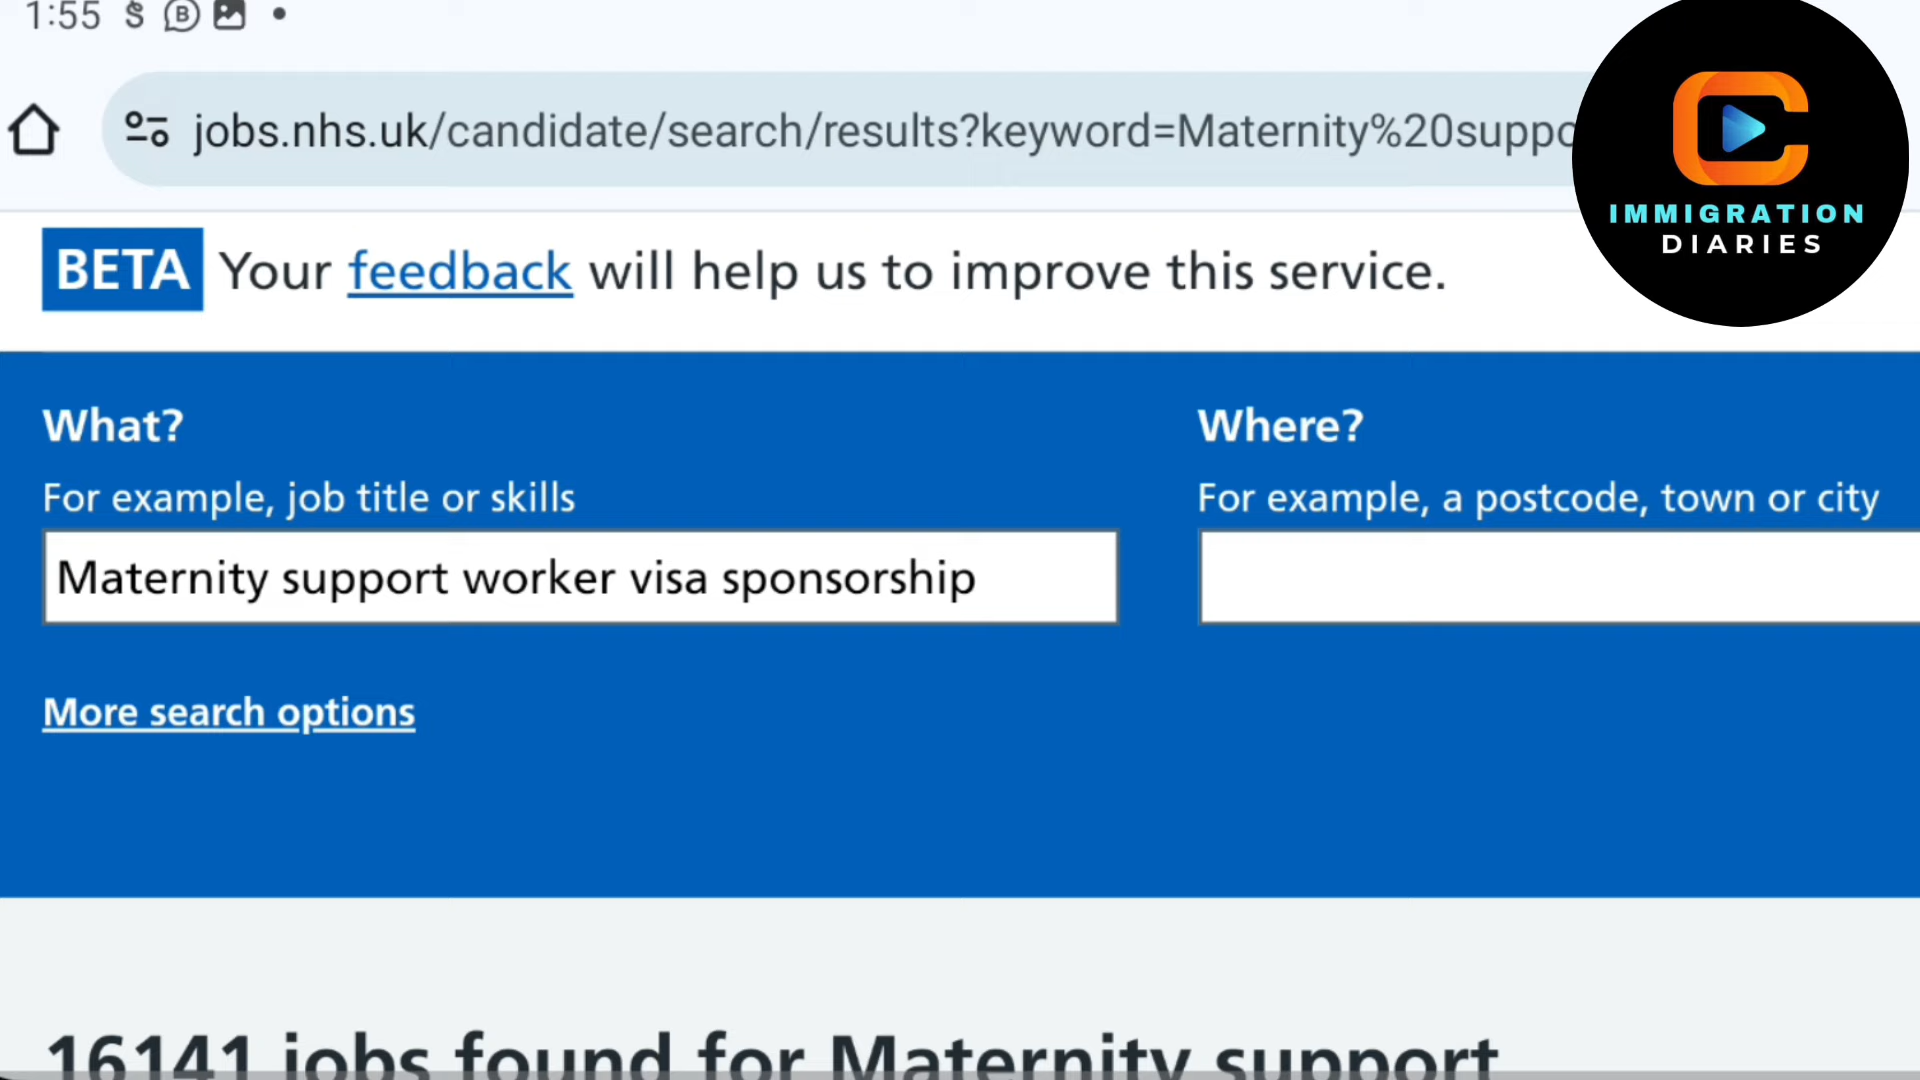 1:55
jobs.nhs.uk/candidate/search/results?keyword=Maternity%20suppo
IMMIGRATION
DIARIES
BETA Your feedback will help us to improve this service.
What?
Where?
For example, job title or skills
For example, a postcode, town or city
Maternity support worker visa sponsorship
More search options
16141 jobs found for Maternity support